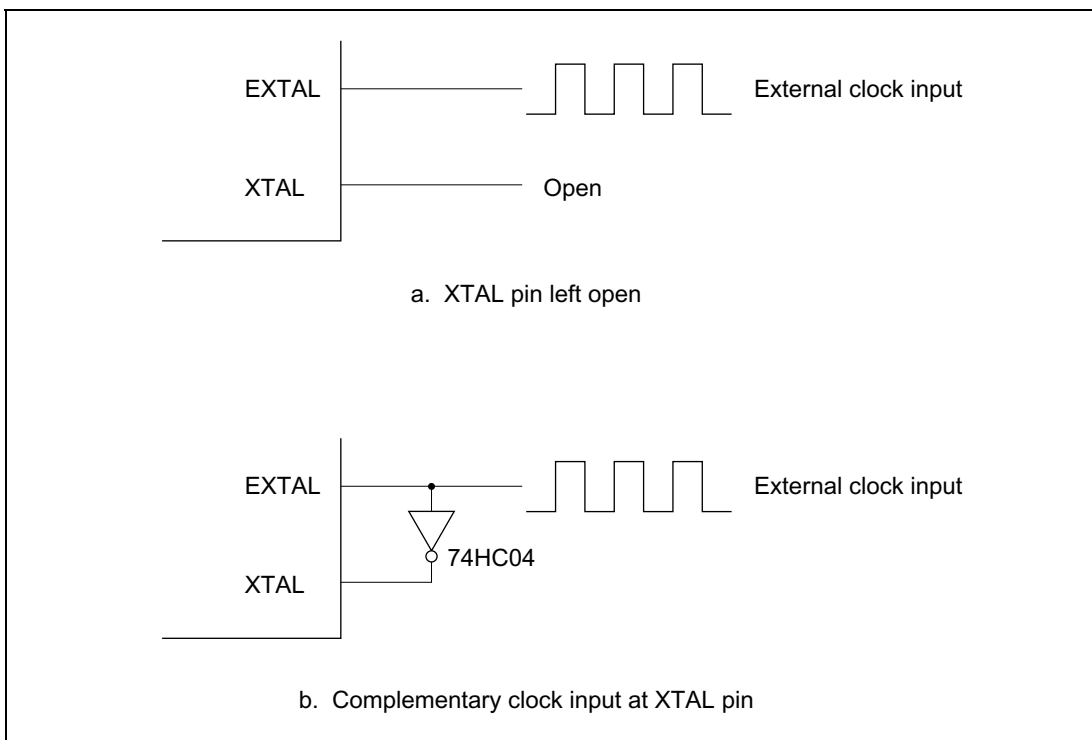 EXTAL
External clock input
XTAL
Open
a. XTAL pin left open
EXTAL
External clock input
74HC04
XTAL
b. Complementary clock input at XTAL pin